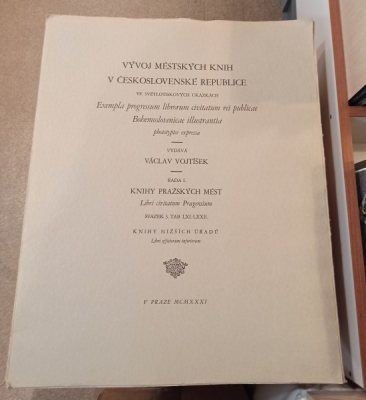 VÝVOJ MĚSTSKÝCH KNIH
V ČESKOSLOVENSKÉ REPUBLICE
VE SVĚTLOTISKOVÝCH UKÁZKÁCH
Exempla progressum librorum civitatum rei publicae
Bohemoslovenicae illustrantia
phototypice expressa
VYDÁVÁ
VÁCLAV VOJTÍŠEK
ŘADA I.
KNIHY PRAŽSKÝCH MĚST
Libri civitatum Pragensium
SVAZEK 3. TAB. LXI–LXXII.
KNIHY NIŽŠÍCH ÚŘADŮ
Libri officiorum inferiorum
V PRAZE MCMXXXI